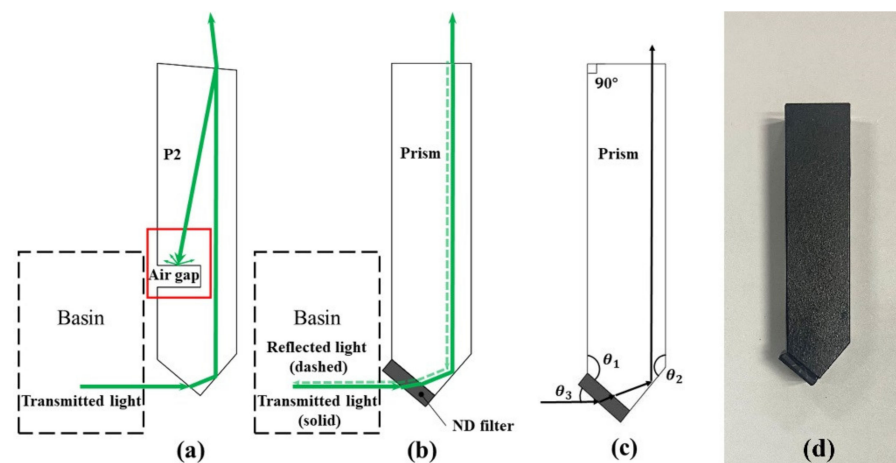 P2
Air gap
Basin
Transmitted light
(a)
Prism
Basin
Reflected light
(dashed)
Transmitted light
(solid)
ND filter
(b)
90°
Prism
θ₁
θ₂
θ₃
(c)
(d)